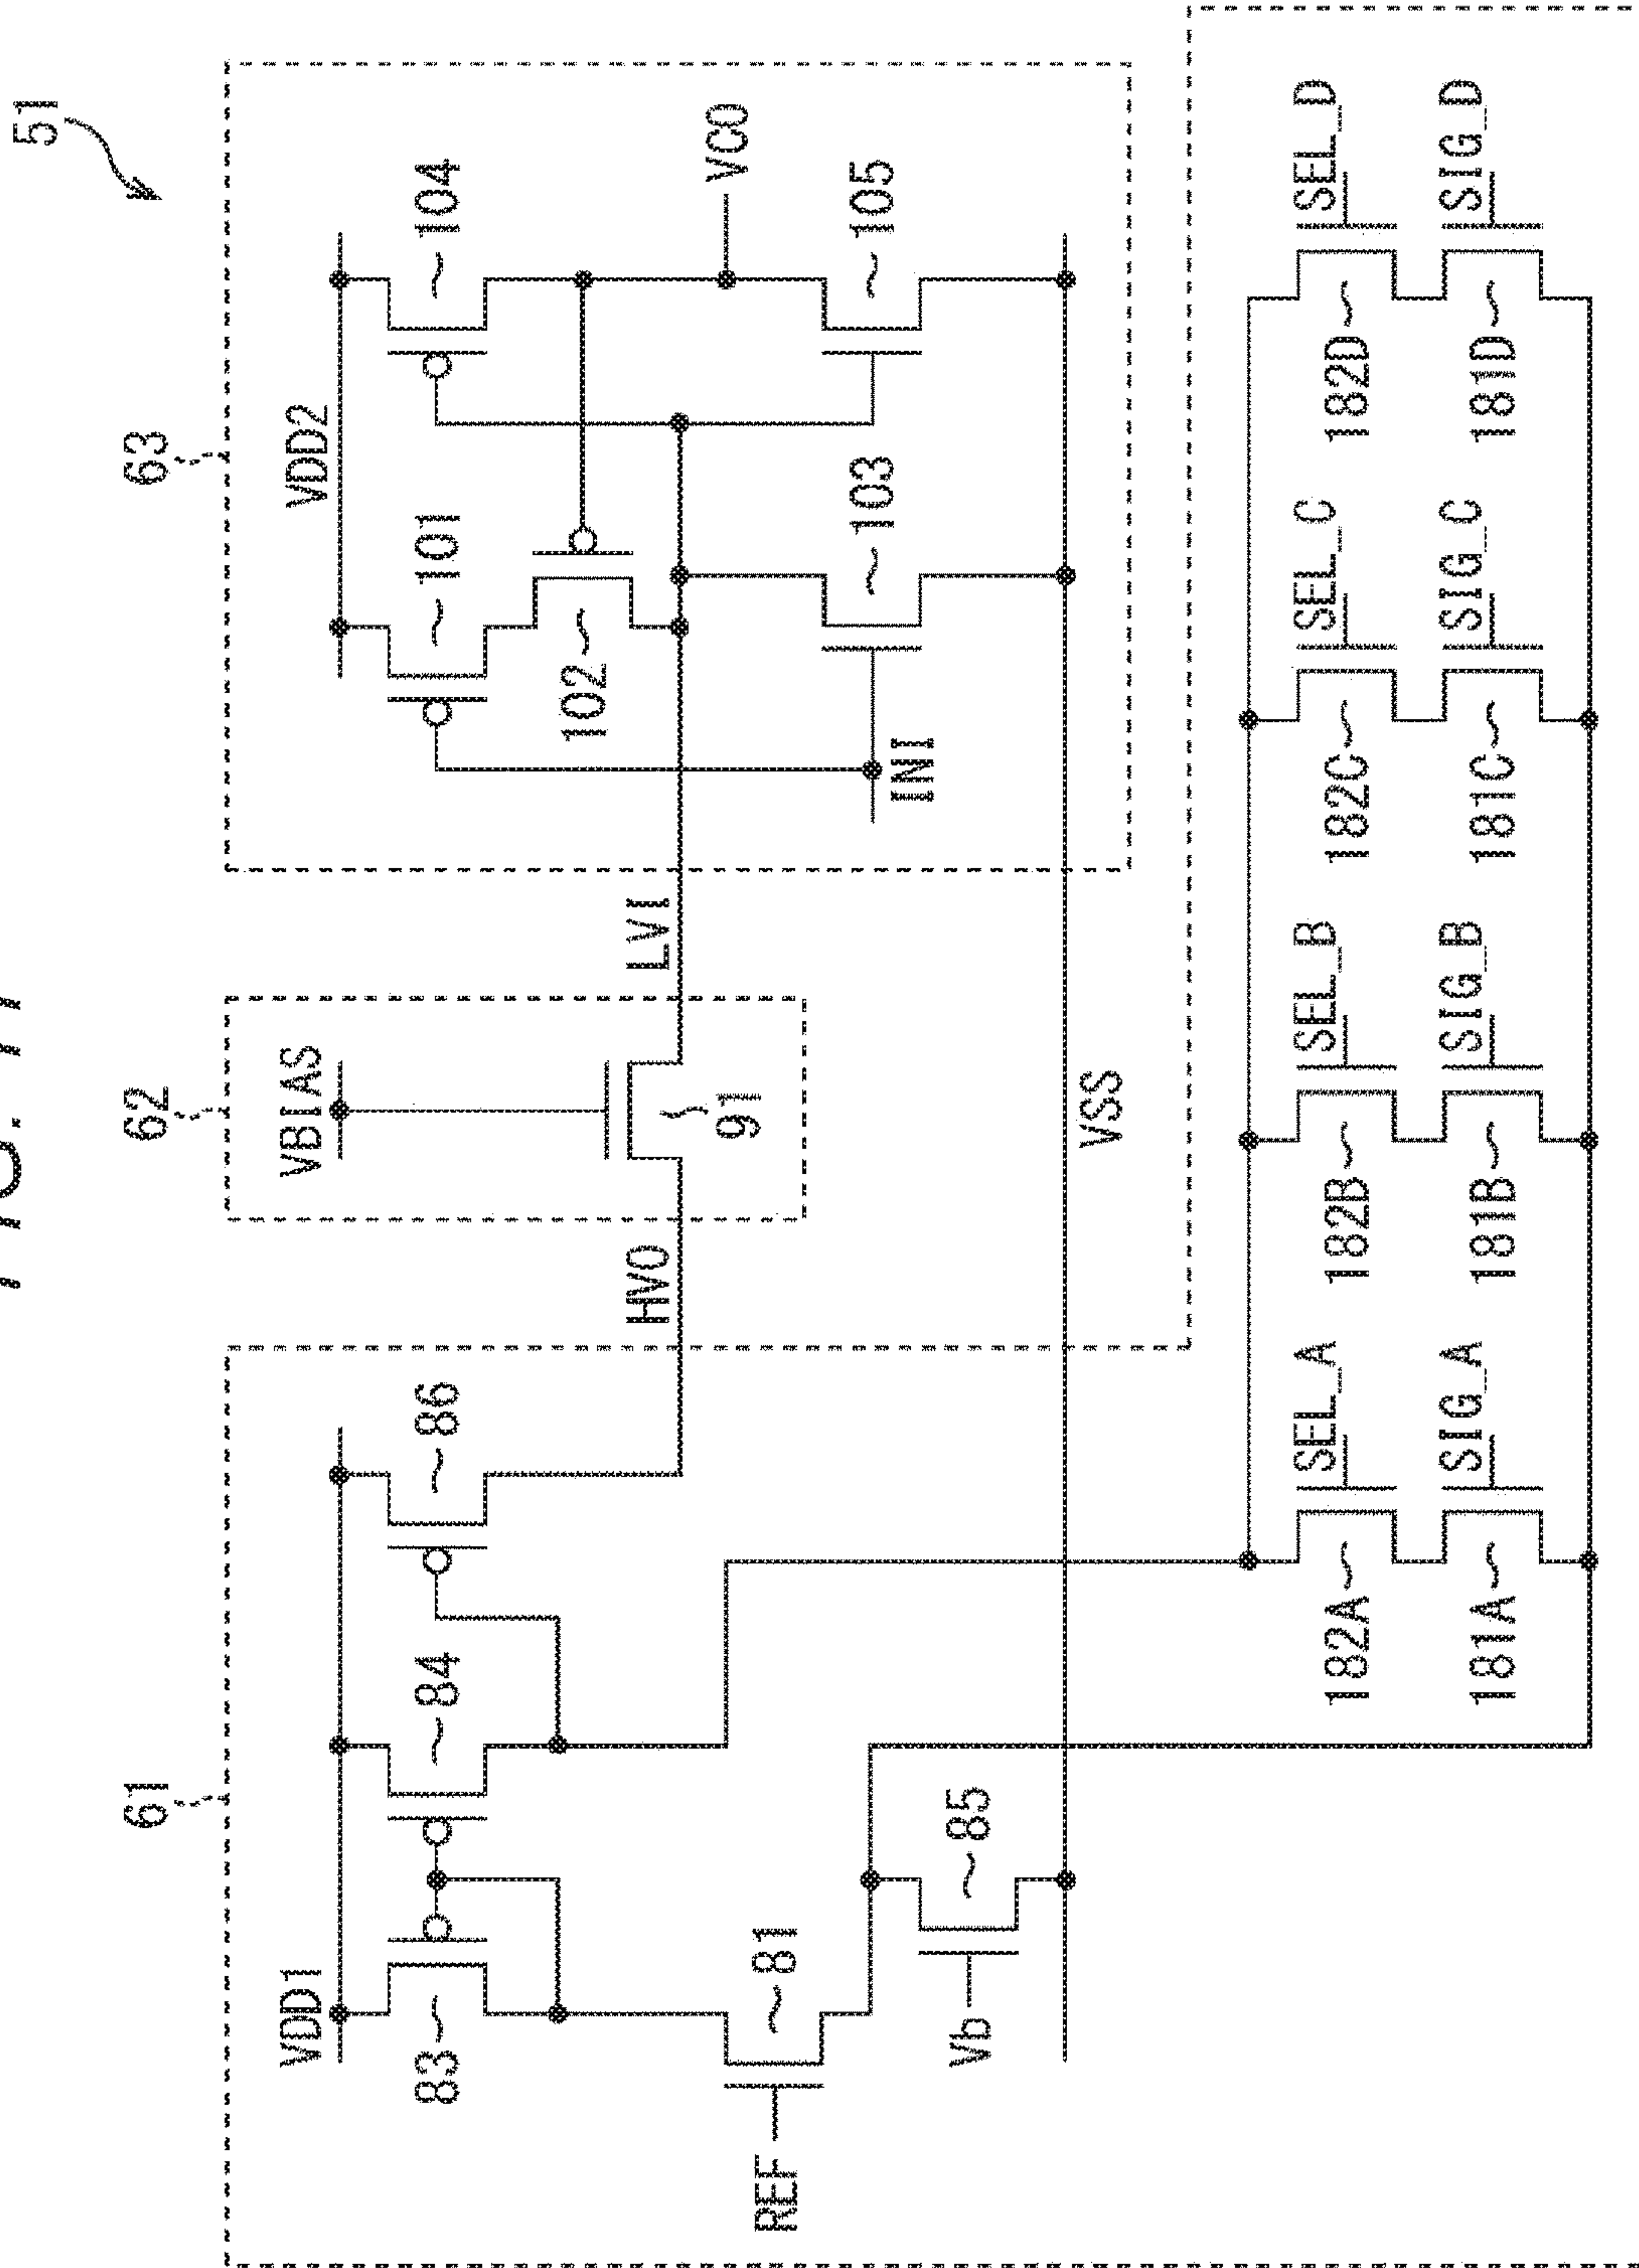 FIG. 17
51
61
62
63
VDD1
VBIAS
VDD2
83
84
86
101
104
102
HVO
LVI
91
VCO
REF
81
INI
103
105
Vb
85
VSS
182A
SEL_A
182B
SEL_B
182C
SEL_C
182D
SEL_D
181A
SIG_A
181B
SIG_B
181C
SIG_C
181D
SIG_D